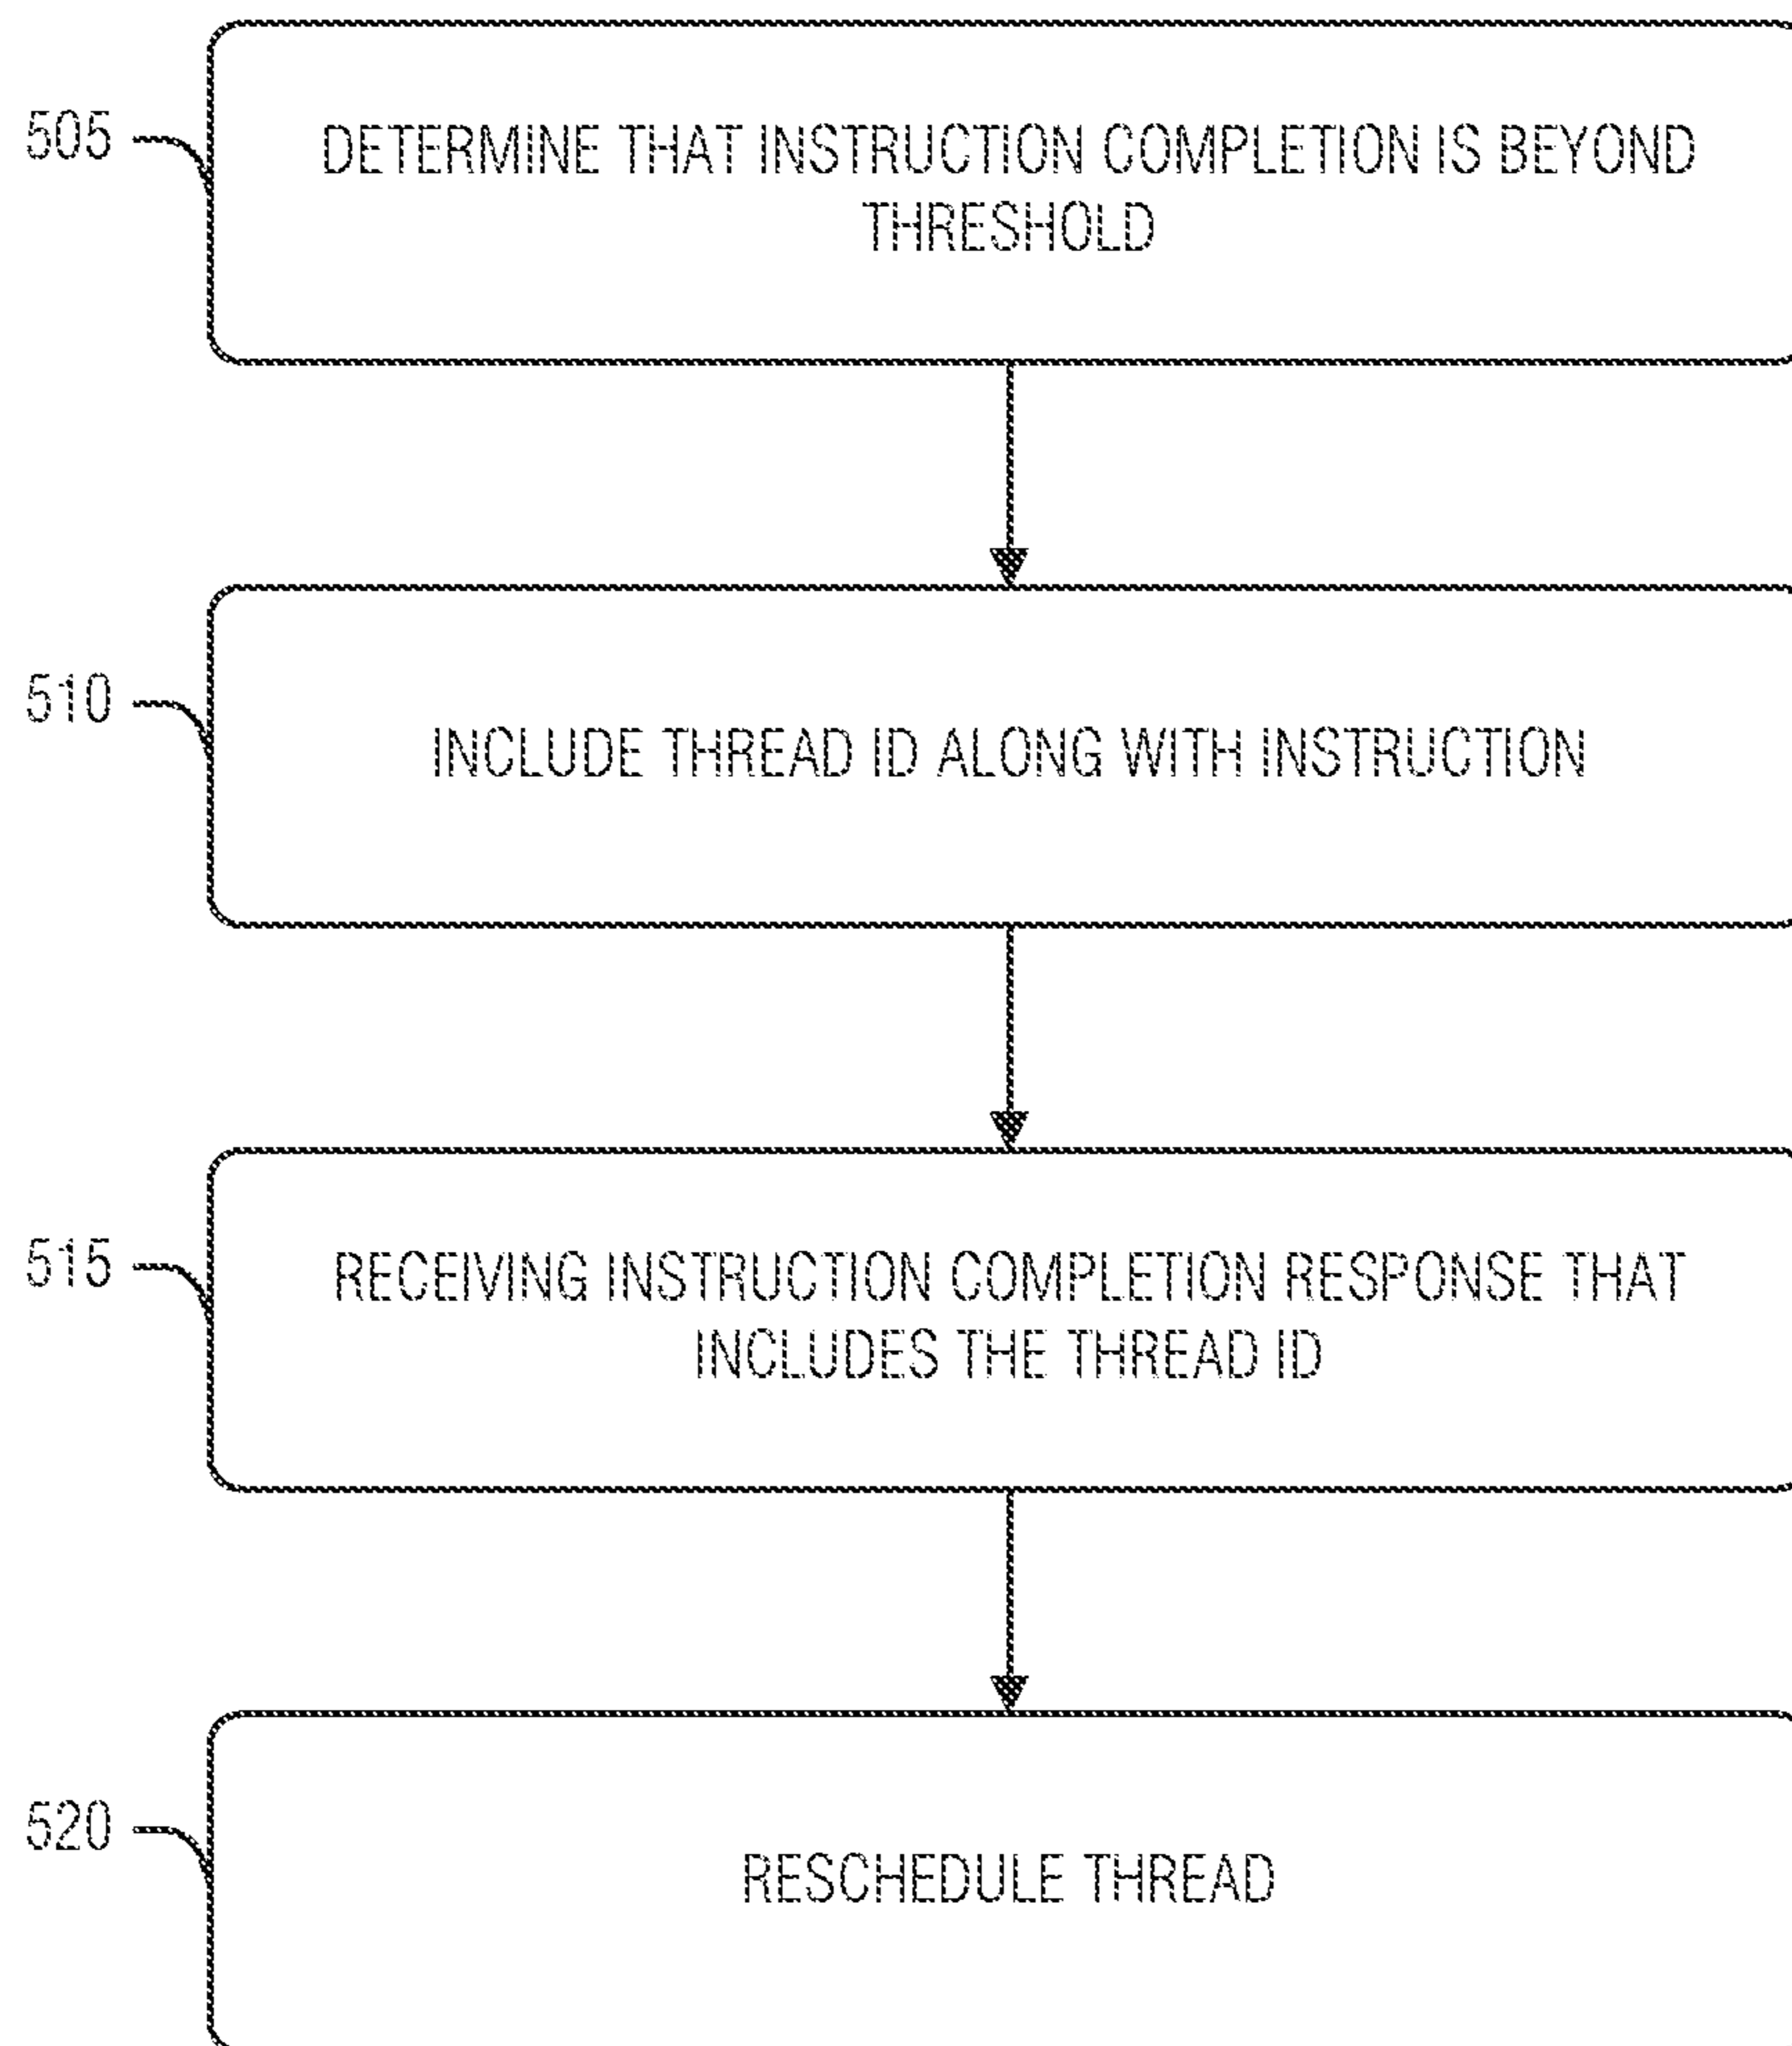 505
DETERMINE THAT INSTRUCTION COMPLETION IS BEYOND
THRESHOLD
510
INCLUDE THREAD ID ALONG WITH INSTRUCTION
515
RECEIVING INSTRUCTION COMPLETION RESPONSE THAT
INCLUDES THE THREAD ID
520
RESCHEDULE THREAD